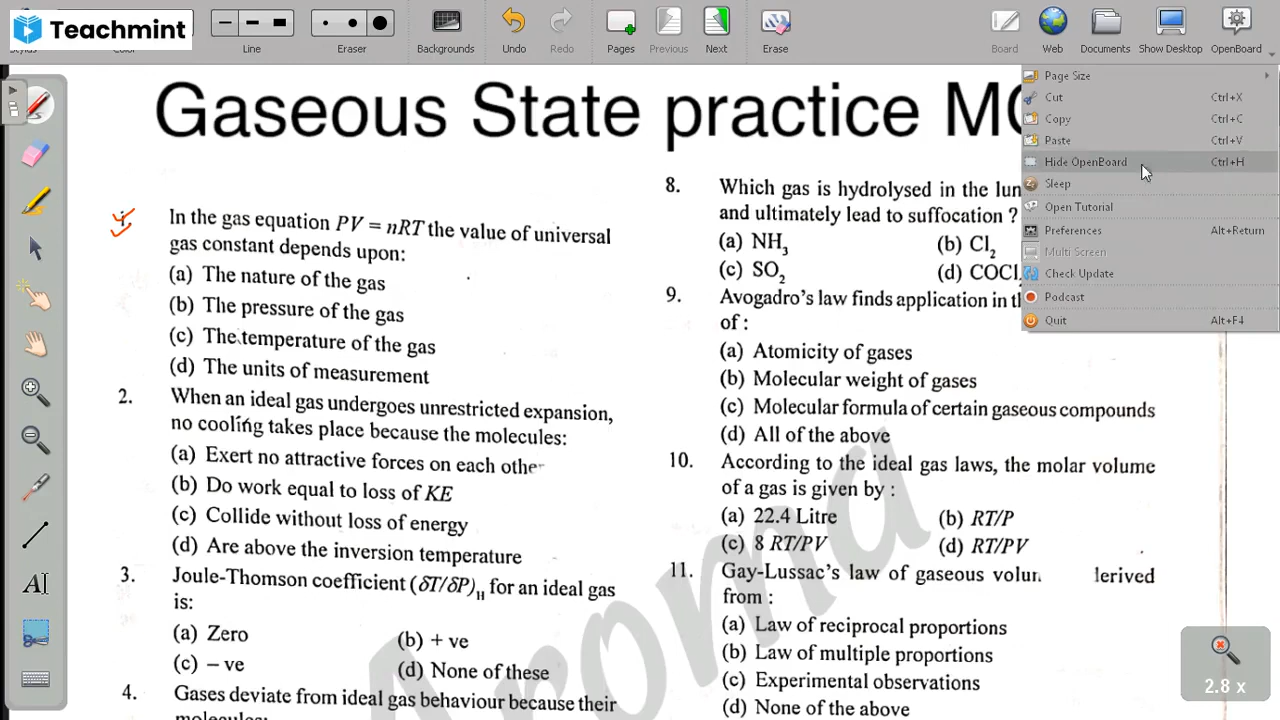 Teachmint
Stylus
Color
Line
Eraser
Backgrounds
Undo
Redo
Pages
Previous
Next
Erase
Board
Web
Documents
Show Desktop
OpenBoard
Page Size
Cut Ctrl+X
Copy Ctrl+C
Paste Ctrl+V
Hide OpenBoard Ctrl+H
Sleep
Open Tutorial
Preferences Alt+Return
Multi Screen
Check Update
Podcast
Quit Alt+F4
Gaseous State practice
In the gas equation PV = nRT the value of universal
gas constant depends upon:
(a) The nature of the gas
(b) The pressure of the gas
(c) The temperature of the gas
(d) The units of measurement
2. When an ideal gas undergoes unrestricted expansion,
no cooling takes place because the molecules:
(a) Exert no attractive forces on each other
(b) Do work equal to loss of KE
(c) Collide without loss of energy
(d) Are above the inversion temperature
3. Joule-Thomson coefficient (δT/δP)H for an ideal gas
is:
(a) Zero (b) + ve
(c) – ve (d) None of these
4. Gases deviate from ideal gas behaviour because their
molecules:
8. Which gas is hydrolysed in the
and ultimately lead to suffocation ?
(a) NH3 (b) Cl2
(c) SO2 (d) COCl
9. Avogadro's law finds application in
of :
(a) Atomicity of gases
(b) Molecular weight of gases
(c) Molecular formula of certain gaseous compounds
(d) All of the above
10. According to the ideal gas laws, the molar volume
of a gas is given by :
(a) 22.4 Litre (b) RT/P
(c) 8 RT/PV (d) RT/PV
11. Gay-Lussac's law of gaseous derived
from :
(a) Law of reciprocal proportions
(b) Law of multiple proportions
(c) Experimental observations
(d) None of the above
Aroma
2.8 x